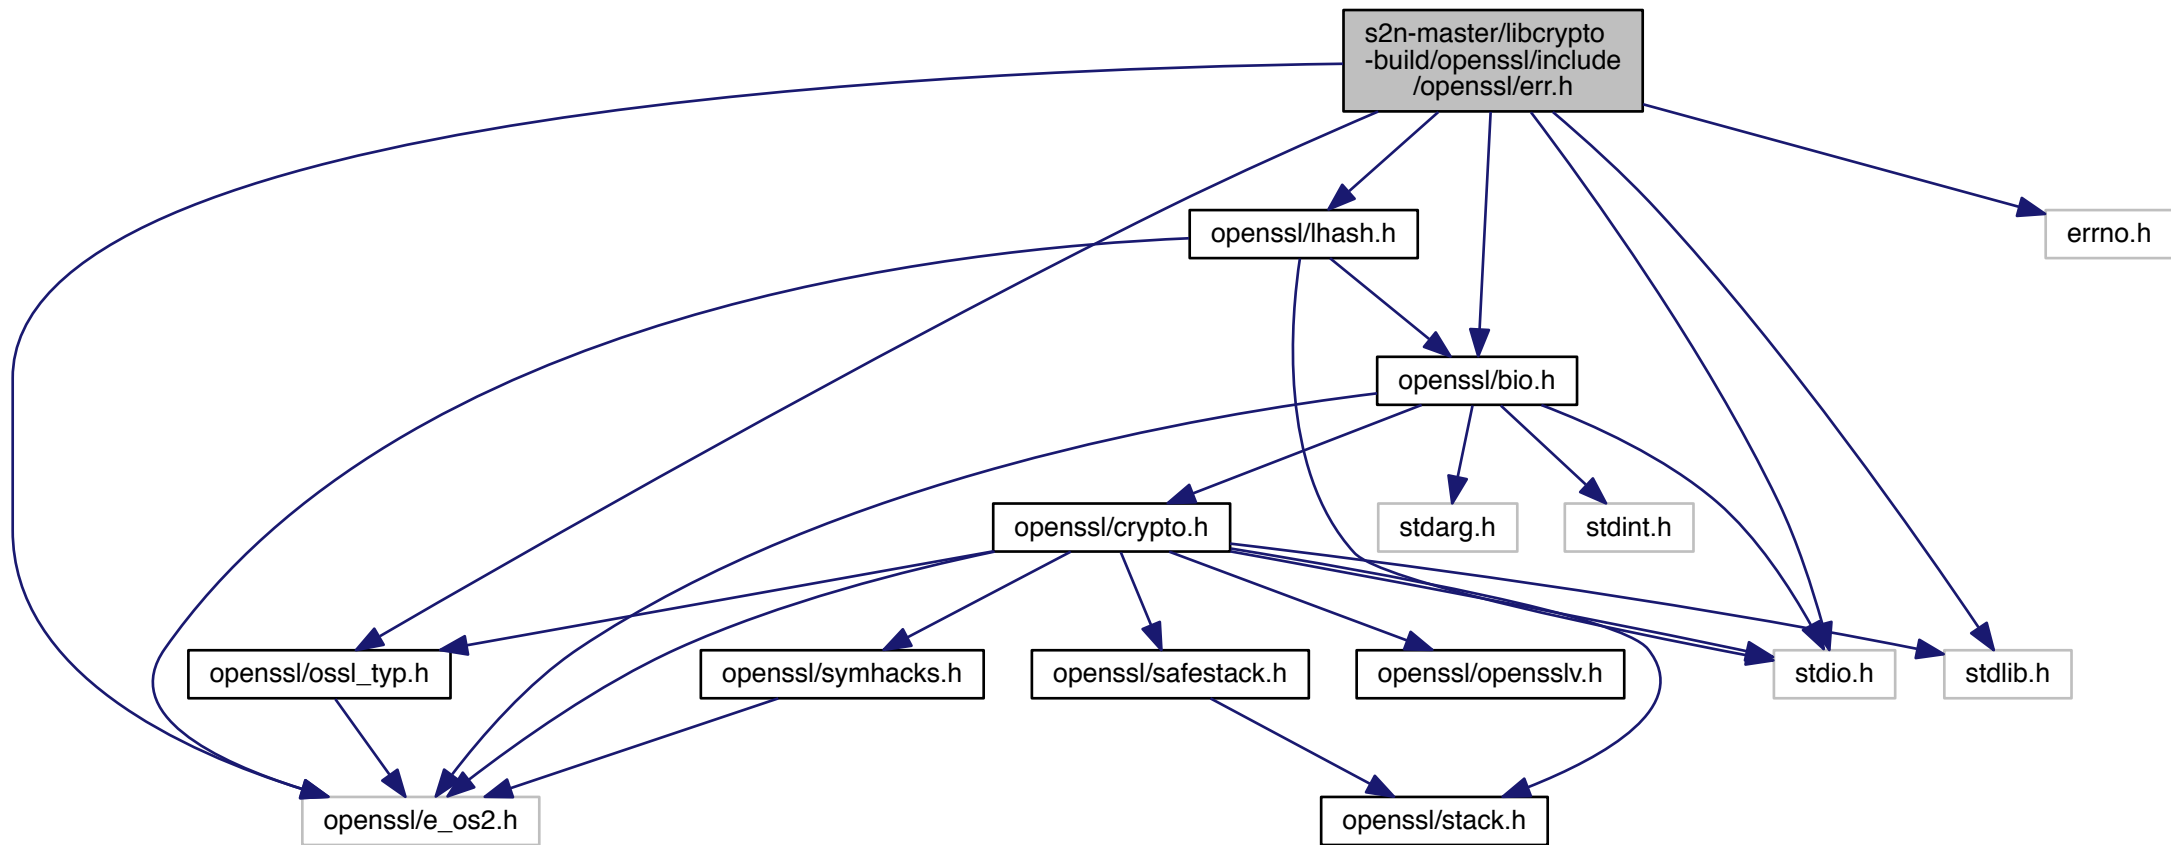 s2n-master/libcrypto
-build/openssl/include
/openssl/err.h
openssl/lhash.h
errno.h
openssl/bio.h
openssl/crypto.h
stdarg.h
stdint.h
openssl/ossl_typ.h
openssl/symhacks.h
openssl/safestack.h
openssl/opensslv.h
stdio.h
stdlib.h
openssl/e_os2.h
openssl/stack.h